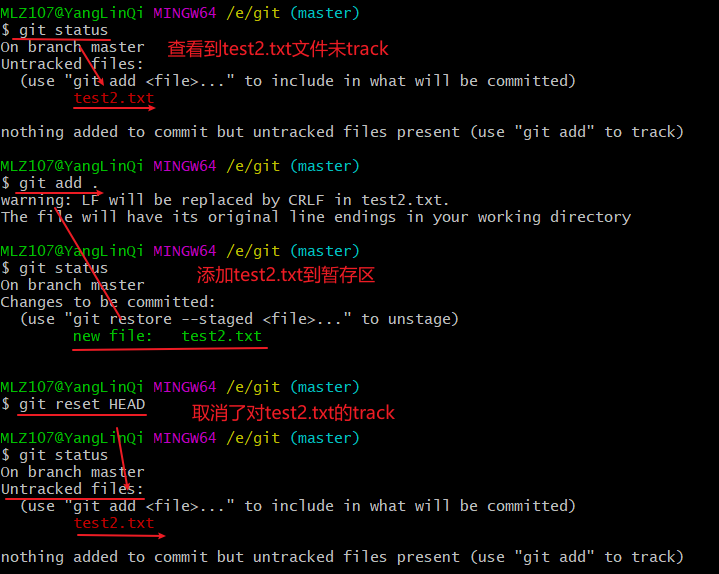 MLZ107@YangLinQi MINGW64 /e/git (master)
$ git status
On branch master
查看到test2.txt文件未track
Untracked files:
(use "git add <file>..." to include in what will be committed)
test2.txt
nothing added to commit but untracked files present (use "git add" to track)
MLZ107@YangLinQi MINGW64 /e/git (master)
$ git add .
warning: LF will be replaced by CRLF in test2.txt.
The file will have its original line endings in your working directory
MLZ107@YangLinQi MINGW64 /e/git (master)
$ git status
添加test2.txt到暂存区
On branch master
Changes to be committed:
(use "git restore --staged <file>..." to unstage)
new file:   test2.txt
MLZ107@YangLinQi MINGW64 /e/git (master)
$ git reset HEAD
取消了对test2.txt的track
MLZ107@YangLinQi MINGW64 /e/git (master)
$ git status
On branch master
Untracked files:
(use "git add <file>..." to include in what will be committed)
test2.txt
nothing added to commit but untracked files present (use "git add" to track)